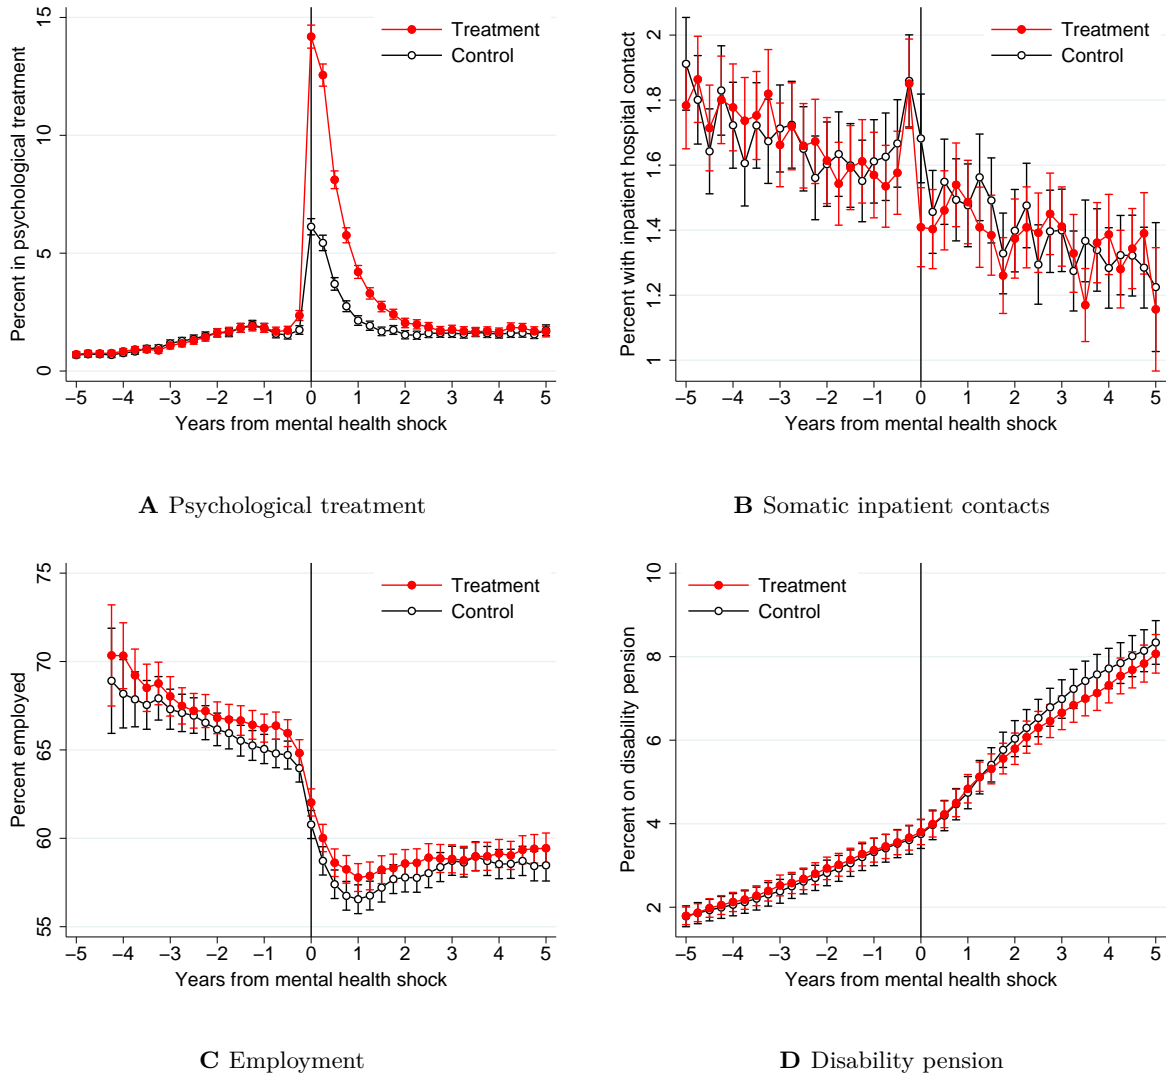 Percent in psychological treatment
15
10
5
0
Treatment
Control
−5 −4 −3 −2 −1 0 1 2 3 4 5
Years from mental health shock
A Psychological treatment
Percent with inpatient hospital contact
2
1.8
1.6
1.4
1.2
1
Treatment
Control
−5 −4 −3 −2 −1 0 1 2 3 4 5
Years from mental health shock
B Somatic inpatient contacts
Percent employed
75
70
65
60
55
Treatment
Control
−5 −4 −3 −2 −1 0 1 2 3 4 5
Years from mental health shock
C Employment
Percent on disability pension
10
8
6
4
2
Treatment
Control
−5 −4 −3 −2 −1 0 1 2 3 4 5
Years from mental health shock
D Disability pension